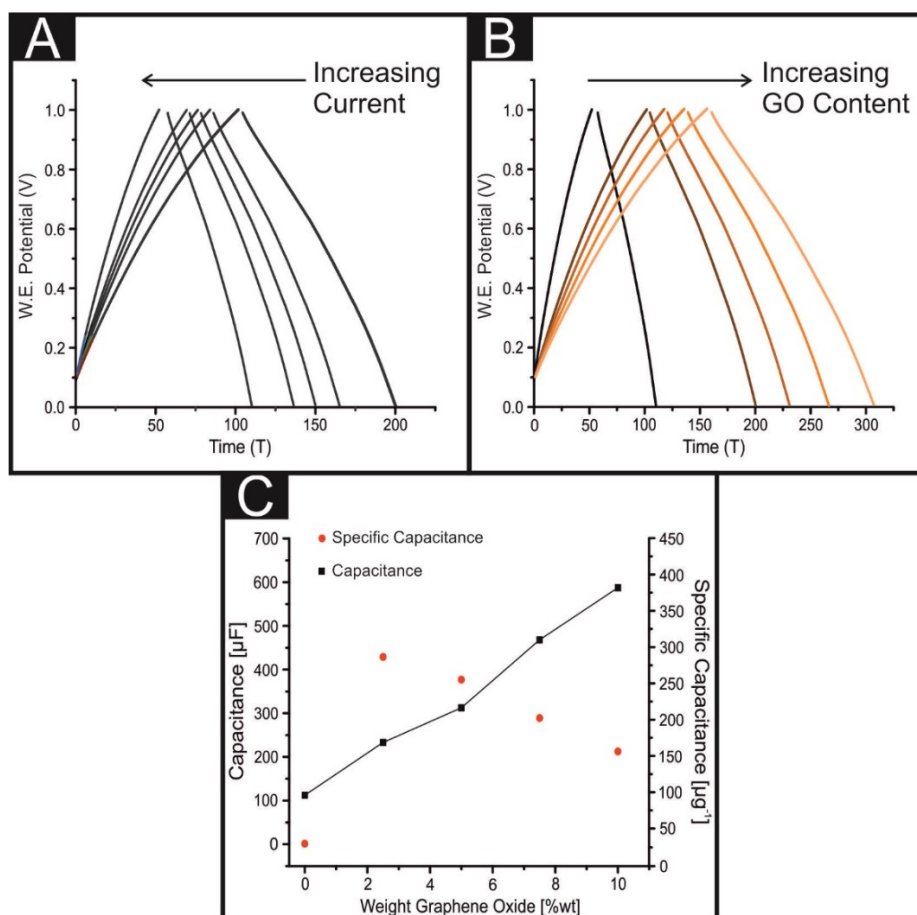 A
Increasing
Current
W.E. Potential (V)
1.0
0.8
0.6
0.4
0.2
0.0
0 50 100 150 200
Time (T)
B
Increasing
GO Content
W.E. Potential (V)
1.0
0.8
0.6
0.4
0.2
0.0
0 50 100 150 200 250 300
Time (T)
C
Specific Capacitance
Capacitance
Capacitance [µF]
700
600
500
400
300
200
100
0
Specific Capacitance [µg⁻¹]
450
400
350
300
250
200
150
100
50
0
0 2 4 6 8 10
Weight Graphene Oxide [%wt]